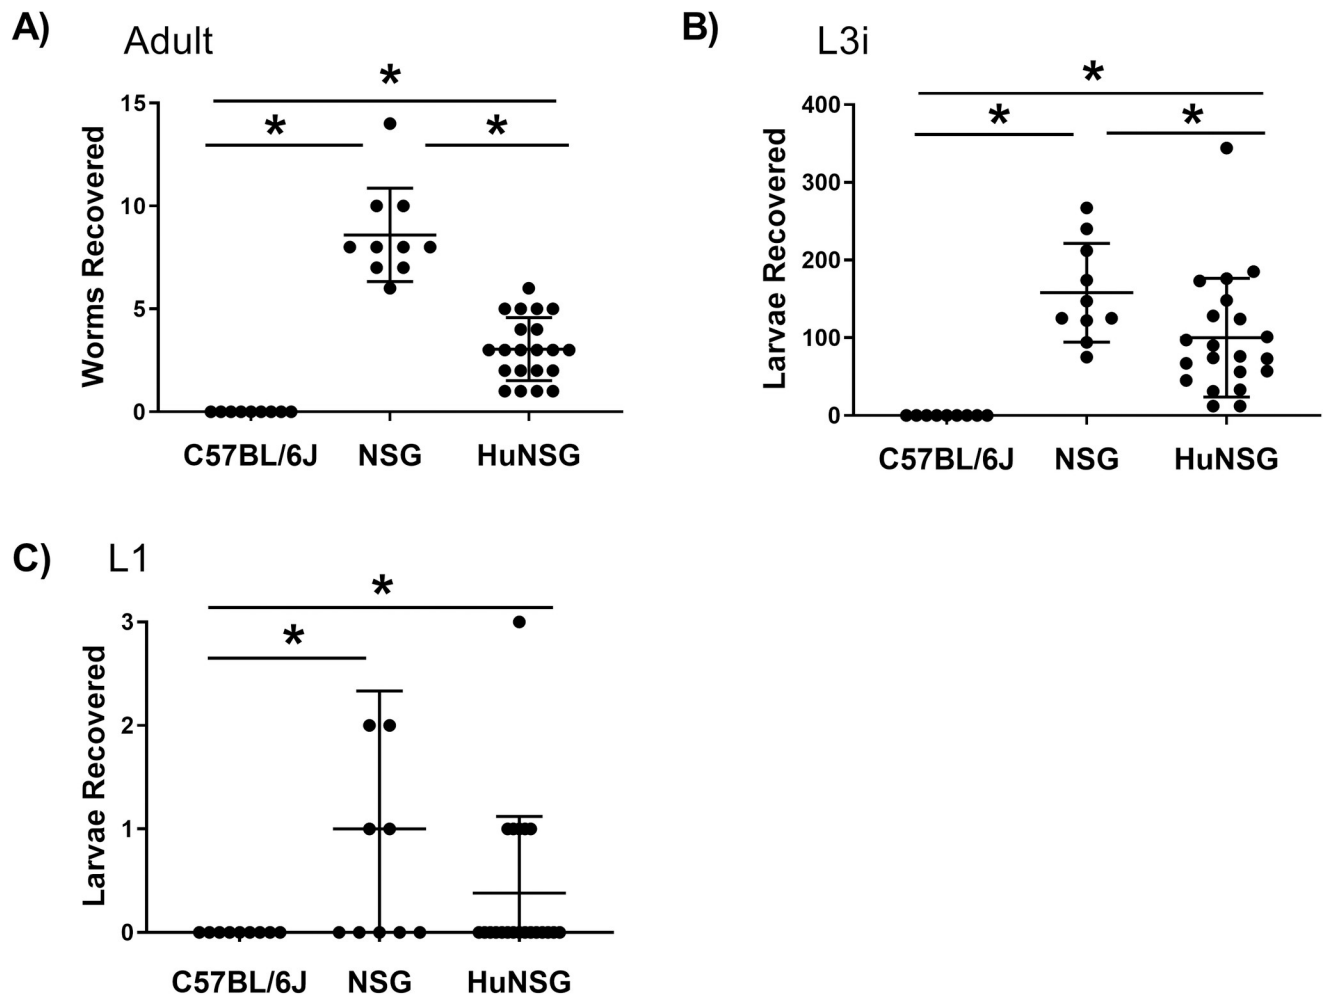 A) Adult
*
* *
15
10
5
0
Worms Recovered
C57BL/6J NSG HuNSG
B) L3i
*
* *
400
300
200
100
0
Larvae Recovered
C57BL/6J NSG HuNSG
C) L1
*
*
3
2
1
0
Larvae Recovered
C57BL/6J NSG HuNSG